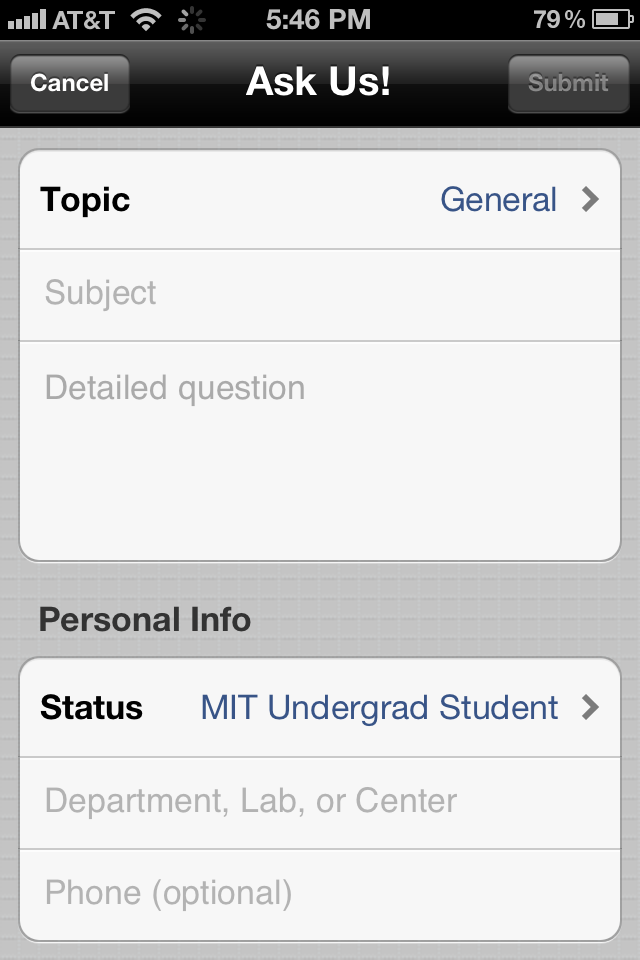 AT&T 5:46 PM 79%
Cancel Ask Us! Submit
Topic General
Subject
Detailed question
Personal Info
Status MIT Undergrad Student
Department, Lab, or Center
Phone (optional)